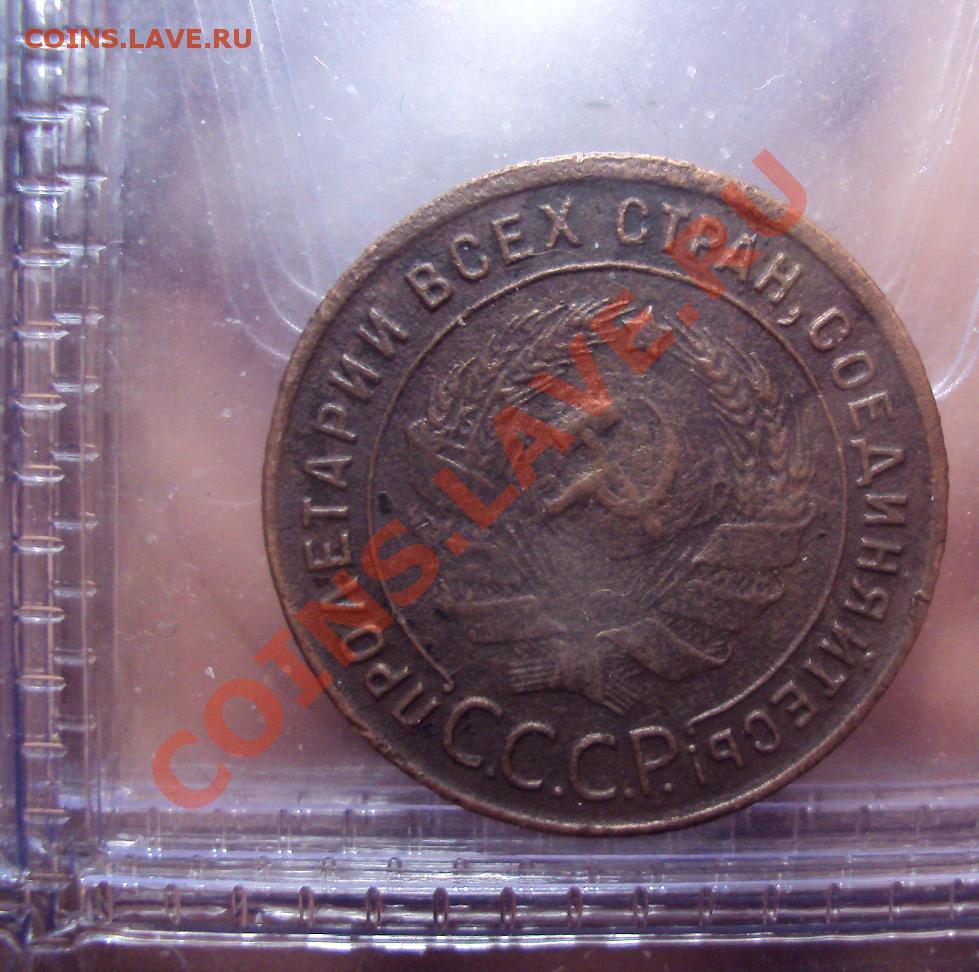 COINS.LAVE.RU
ПРОЛЕТАРИИ ВСЕХ СТРАН, СОЕДИНЯЙТЕСЬ!
С.С.С.Р.
COINS.LAVE.RU